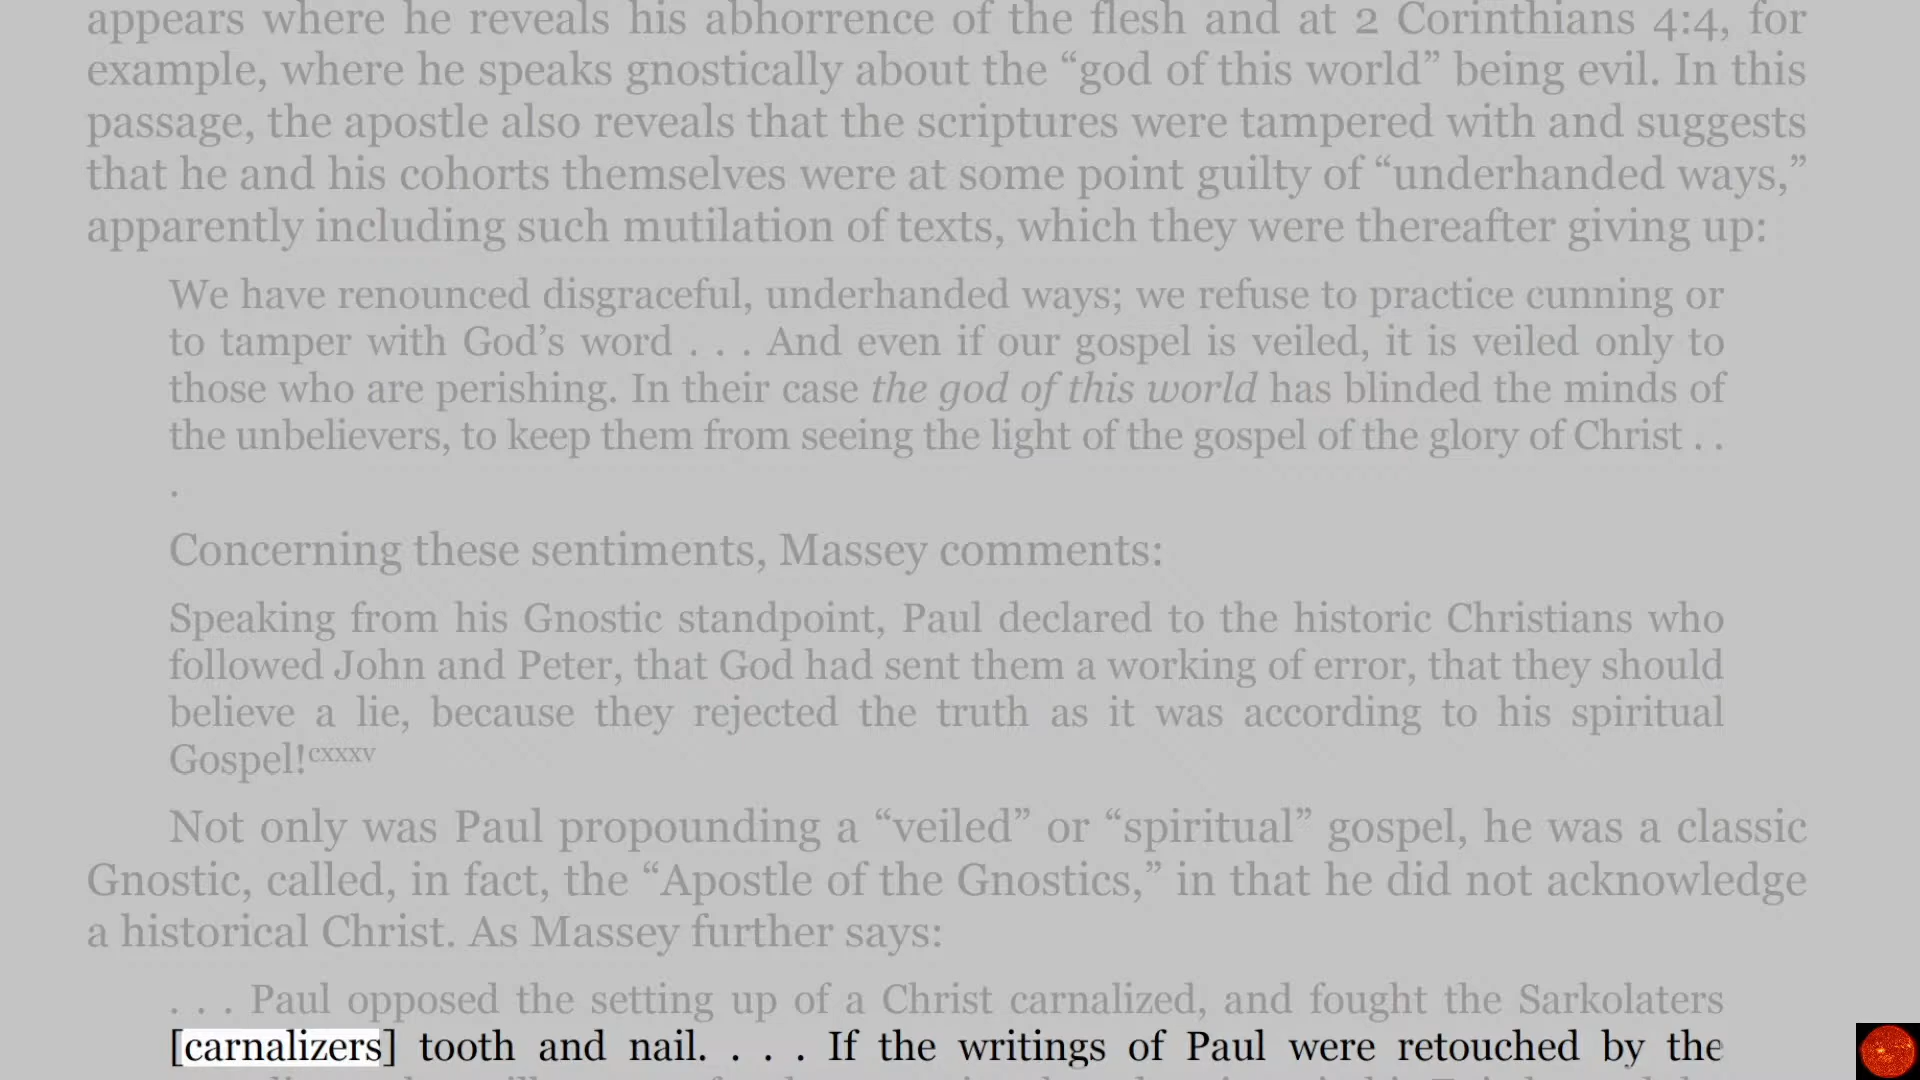 appears where he reveals his abhorrence of the flesh and at 2 Corinthians 4:4, for
example, where he speaks gnostically about the “god of this world” being evil. In this
passage, the apostle also reveals that the scriptures were tampered with and suggests
that he and his cohorts themselves were at some point guilty of “underhanded ways,”
apparently including such mutilation of texts, which they were thereafter giving up:
We have renounced disgraceful, underhanded ways; we refuse to practice cunning or
to tamper with God’s word . . . And even if our gospel is veiled, it is veiled only to
those who are perishing. In their case the god of this world has blinded the minds of
the unbelievers, to keep them from seeing the light of the gospel of the glory of Christ . .
.
Concerning these sentiments, Massey comments:
Speaking from his Gnostic standpoint, Paul declared to the historic Christians who
followed John and Peter, that God had sent them a working of error, that they should
believe a lie, because they rejected the truth as it was according to his spiritual
Gospel!cxxxv
Not only was Paul propounding a “veiled” or “spiritual” gospel, he was a classic
Gnostic, called, in fact, the “Apostle of the Gnostics,” in that he did not acknowledge
a historical Christ. As Massey further says:
. . . Paul opposed the setting up of a Christ carnalized, and fought the Sarkolaters
[carnalizers] tooth and nail. . . . If the writings of Paul were retouched by the